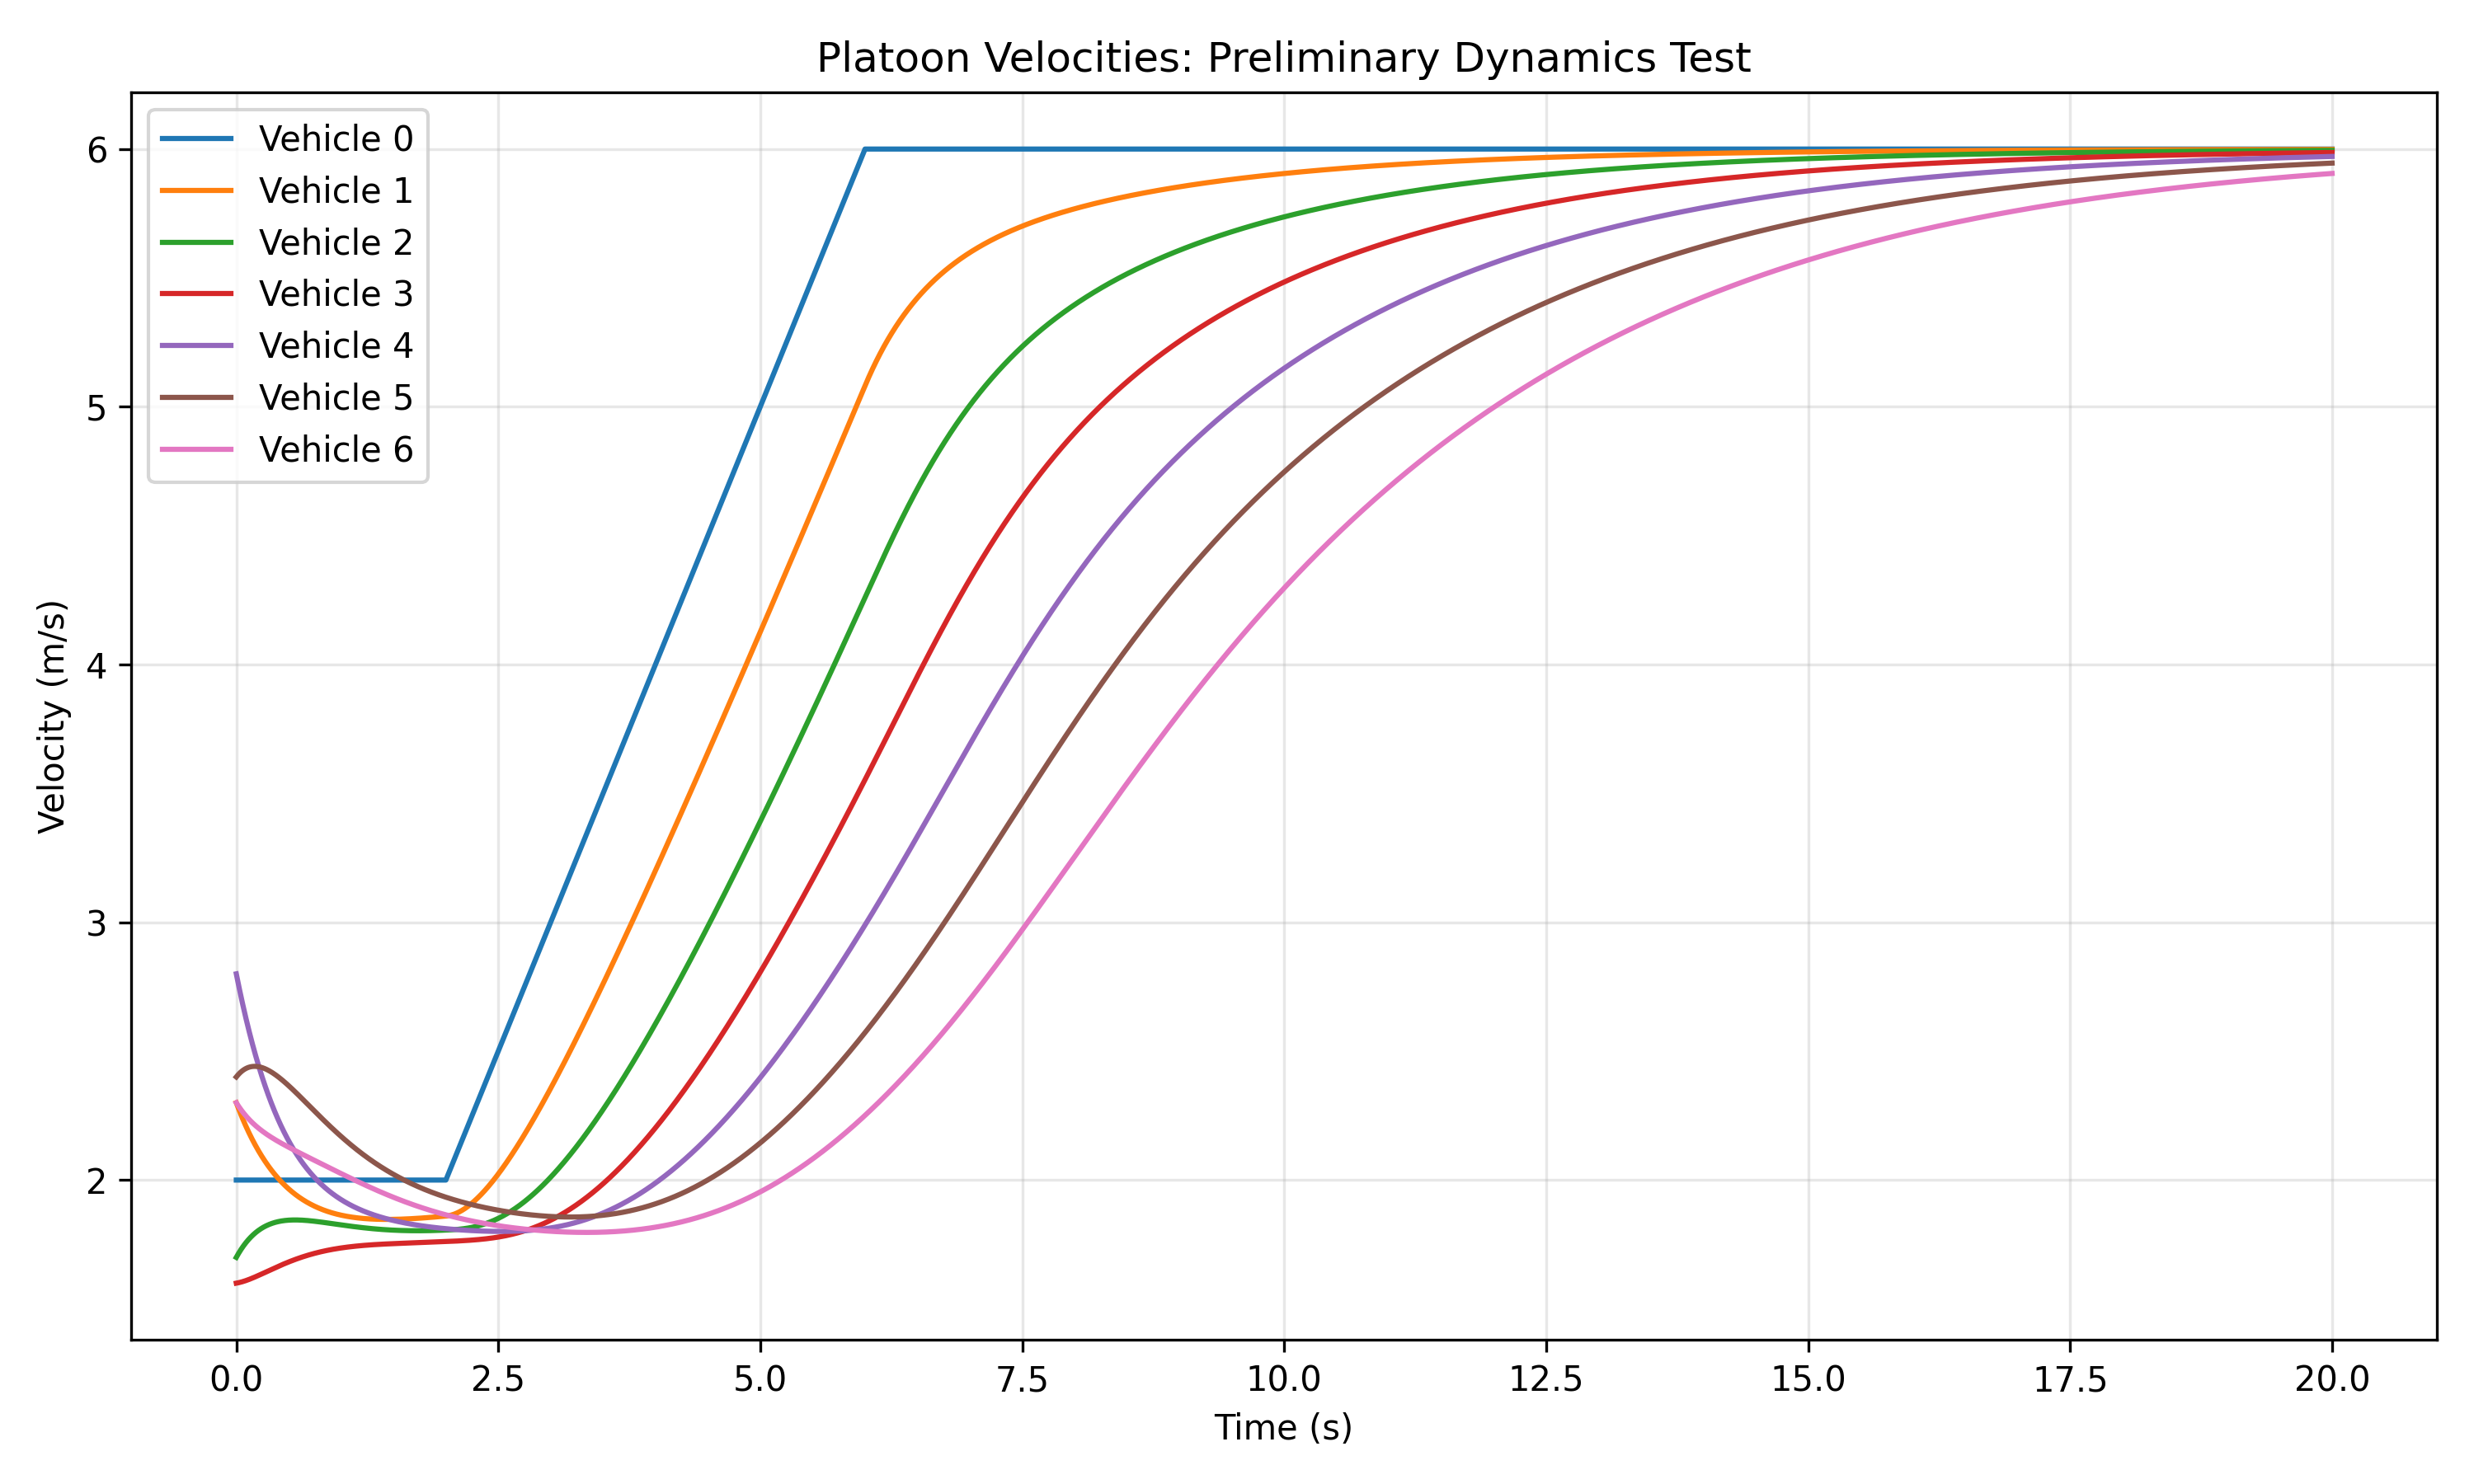 Platoon Velocities: Preliminary Dynamics Test
Vehicle 0
Vehicle 1
Vehicle 2
Vehicle 3
Vehicle 4
Vehicle 5
Vehicle 6
6
5
4
3
2
Velocity (m/s)
0.0 2.5 5.0 7.5 10.0 12.5 15.0 17.5 20.0
Time (s)